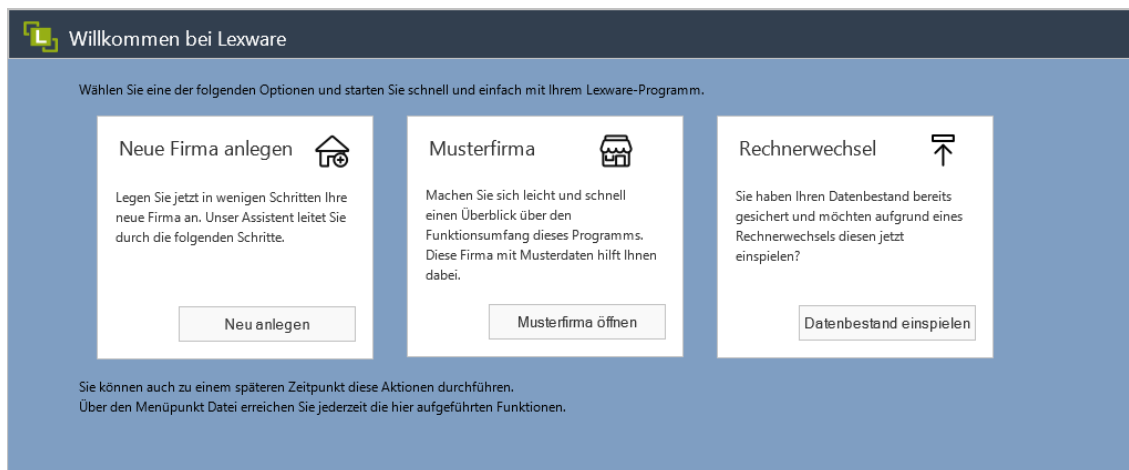 L
Willkommen bei Lexware
Wählen Sie eine der folgenden Optionen und starten Sie schnell und einfach mit Ihrem Lexware-Programm.
Neue Firma anlegen
Legen Sie jetzt in wenigen Schritten Ihre
neue Firma an. Unser Assistent leitet Sie
durch die folgenden Schritte.
Neu anlegen
Musterfirma
Machen Sie sich leicht und schnell
einen Überblick über den
Funktionsumfang dieses Programms.
Diese Firma mit Musterdaten hilft Ihnen
dabei.
Musterfirma öffnen
Rechnerwechsel
Sie haben Ihren Datenbestand bereits
gesichert und möchten aufgrund eines
Rechnerwechsels diesen jetzt
einspielen?
Datenbestand einspielen
Sie können auch zu einem späteren Zeitpunkt diese Aktionen durchführen.
Über den Menüpunkt Datei erreichen Sie jederzeit die hier aufgeführten Funktionen.